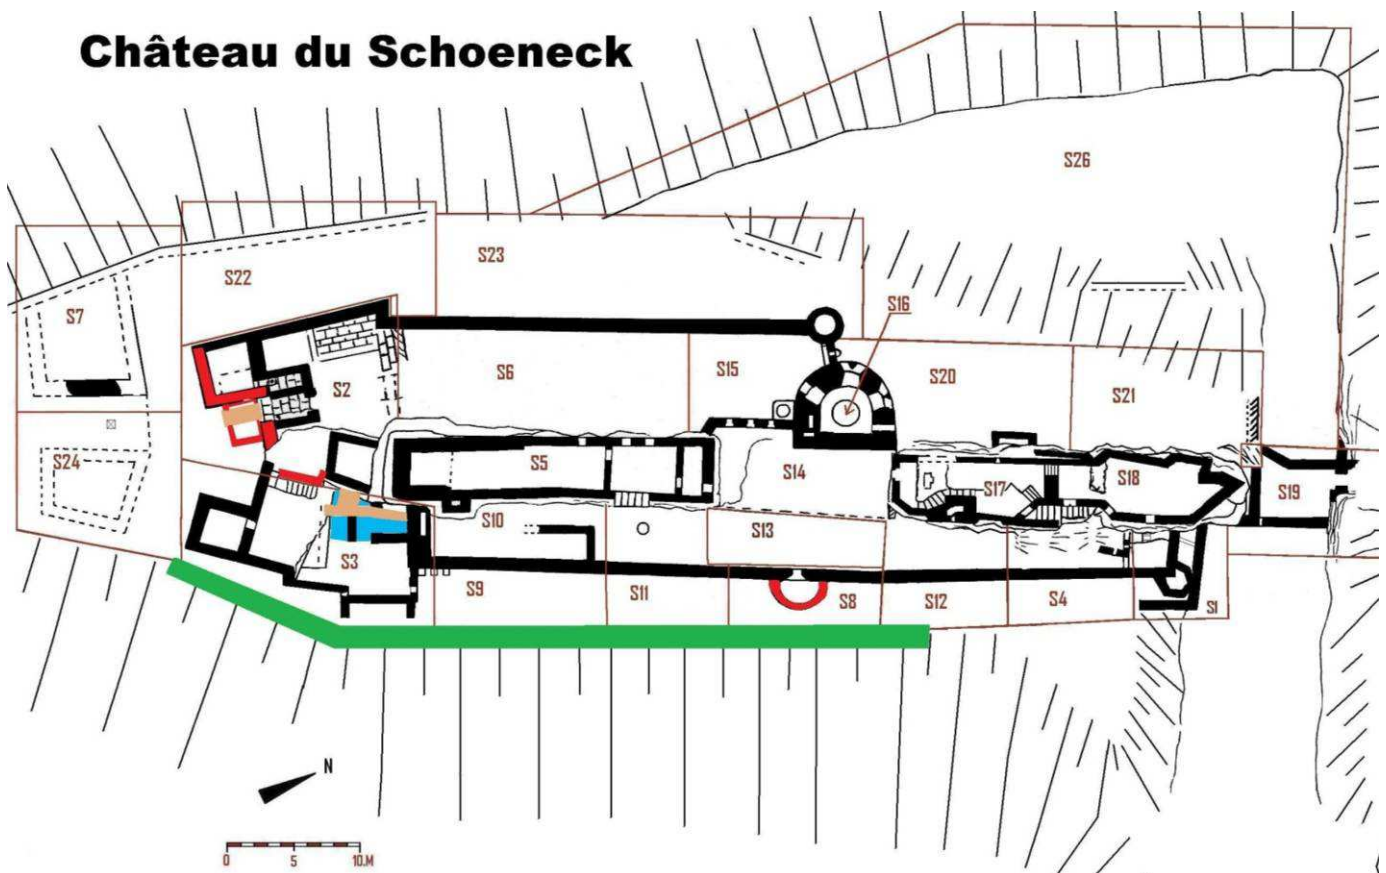 Château du Schoeneck
S26
S23
S22
S7
S16
S15
S6
S20
S2
S21
S24
S5
S14
S18
S17
S19
S10
S13
S3
S9
S11
S8
S12
S4
S1
N
0 5 10.M